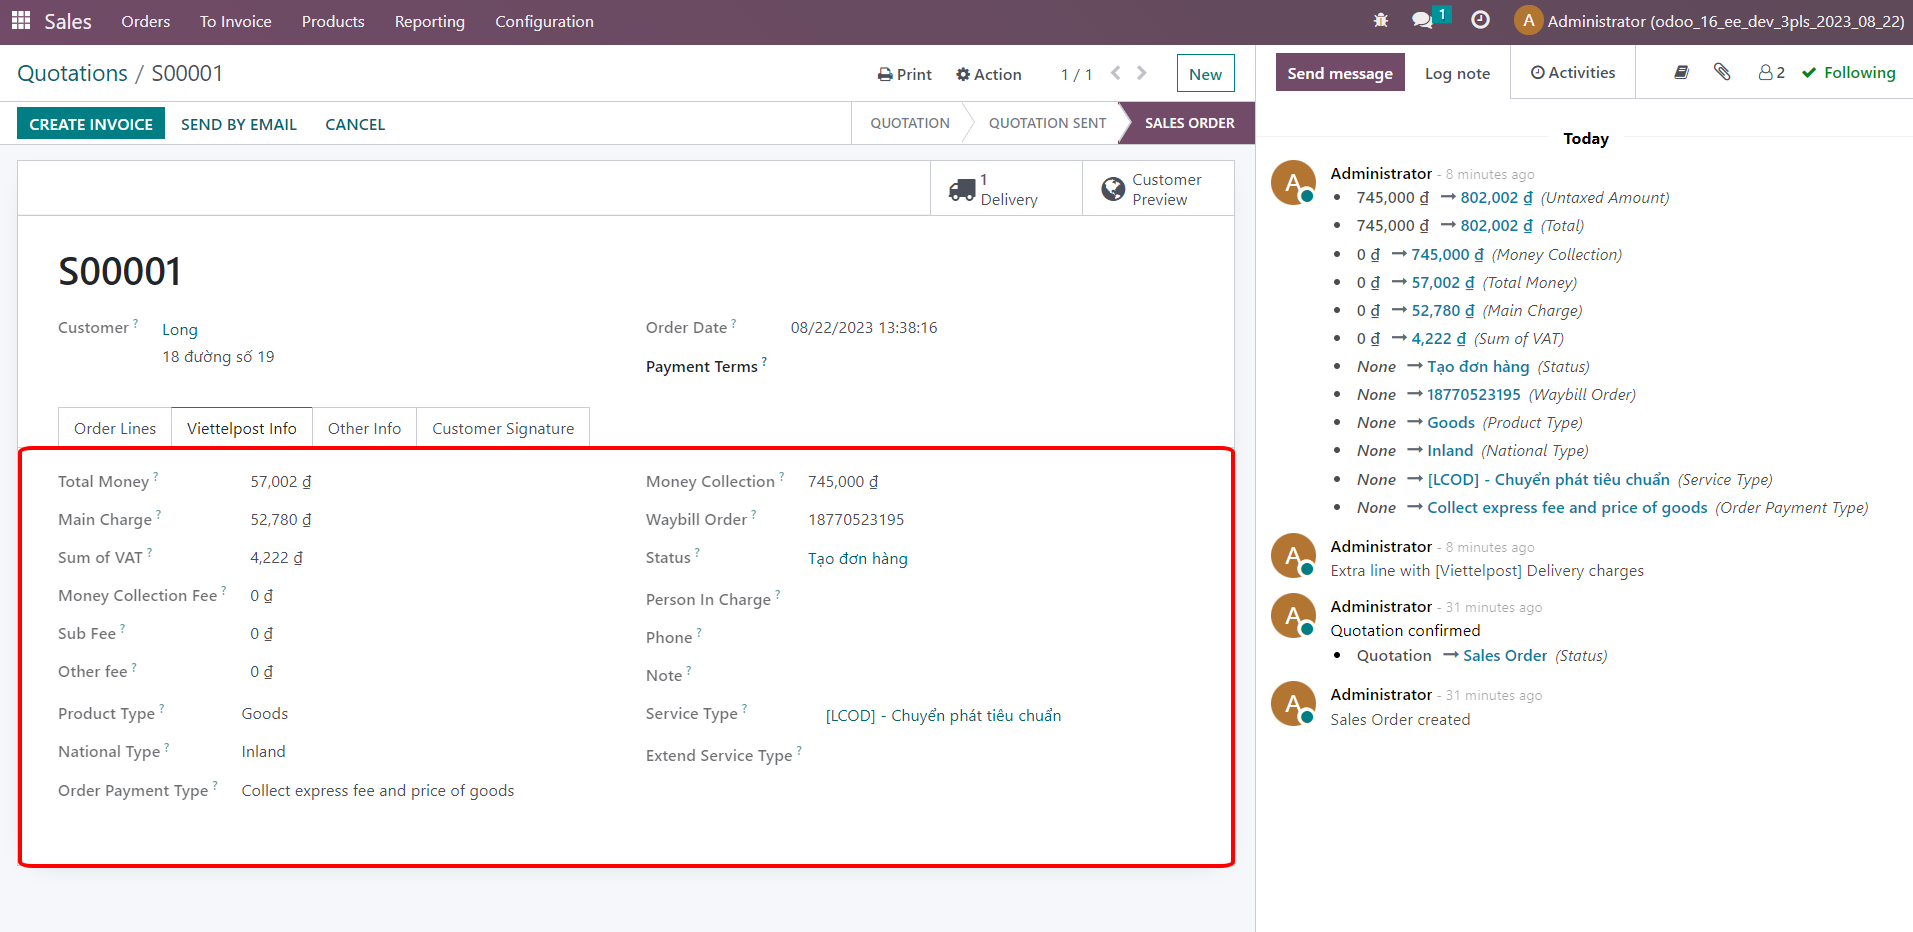 Sales Orders To Invoice Products Reporting Configuration 1 A Administrator (odoo_16_ee_dev_3pls_2023_08_22)
Quotations / S00001 Print Action 1 / 1 New
CREATE INVOICE SEND BY EMAIL CANCEL QUOTATION QUOTATION SENT SALES ORDER
1
Delivery
Customer
Preview
S00001
Customer ? Long
18 đường số 19
Order Date ? 08/22/2023 13:38:16
Payment Terms ?
Order Lines Viettelpost Info Other Info Customer Signature
Total Money ? 57,002 ₫
Main Charge ? 52,780 ₫
Sum of VAT ? 4,222 ₫
Money Collection Fee ? 0 ₫
Sub Fee ? 0 ₫
Other fee ? 0 ₫
Product Type ? Goods
National Type ? Inland
Order Payment Type ? Collect express fee and price of goods
Money Collection ? 745,000 ₫
Waybill Order ? 18770523195
Status ? Tạo đơn hàng
Person In Charge ?
Phone ?
Note ?
Service Type ? [LCOD] - Chuyển phát tiêu chuẩn
Extend Service Type ?
Send message Log note Activities 2 Following
Today
A Administrator - 8 minutes ago
• 745,000 ₫ → 802,002 ₫ (Untaxed Amount)
• 745,000 ₫ → 802,002 ₫ (Total)
• 0 ₫ → 745,000 ₫ (Money Collection)
• 0 ₫ → 57,002 ₫ (Total Money)
• 0 ₫ → 52,780 ₫ (Main Charge)
• 0 ₫ → 4,222 ₫ (Sum of VAT)
• None → Tạo đơn hàng (Status)
• None → 18770523195 (Waybill Order)
• None → Goods (Product Type)
• None → Inland (National Type)
• None → [LCOD] - Chuyển phát tiêu chuẩn (Service Type)
• None → Collect express fee and price of goods (Order Payment Type)
A Administrator - 8 minutes ago
Extra line with [Viettelpost] Delivery charges
A Administrator - 31 minutes ago
Quotation confirmed
• Quotation → Sales Order (Status)
A Administrator - 31 minutes ago
Sales Order created